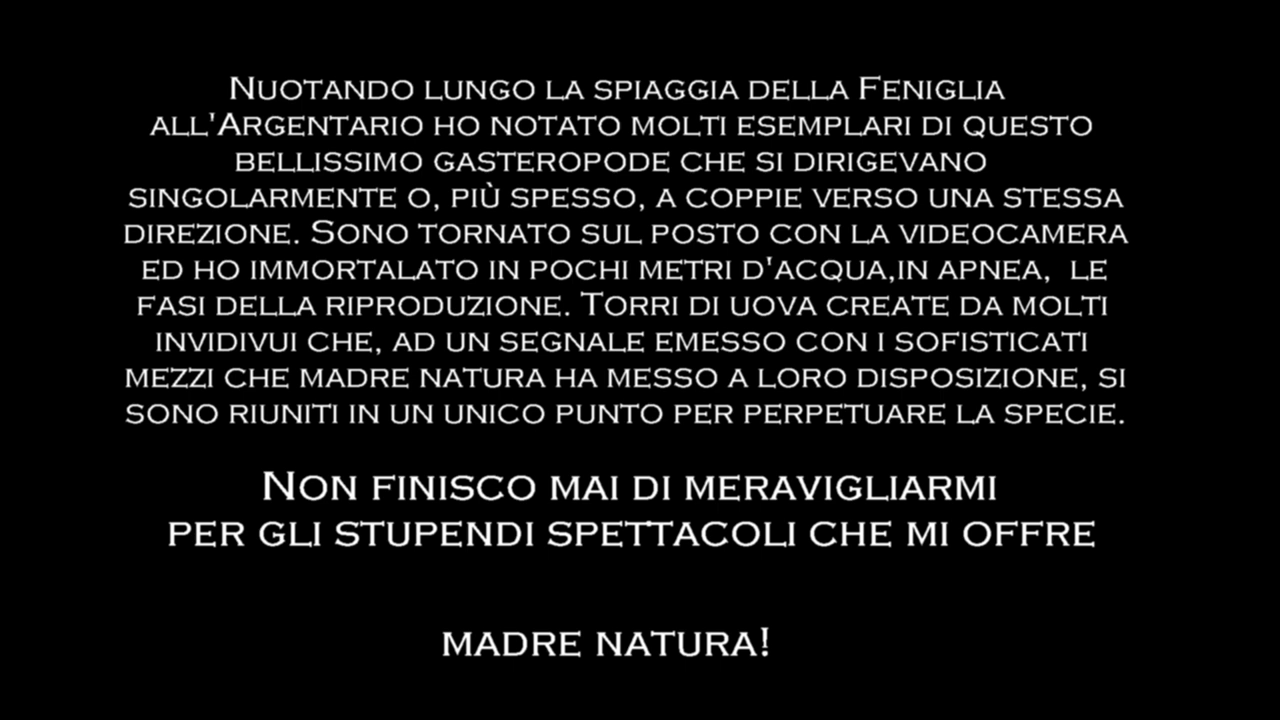 Nuotando lungo la spiaggia della Feniglia
all'Argentario ho notato molti esemplari di questo
bellissimo gasteropode che si dirigevano
singolarmente o, più spesso, a coppie verso una stessa
direzione. Sono tornato sul posto con la videocamera
ed ho immortalato in pochi metri d'acqua,in apnea,  le
fasi della riproduzione. Torri di uova create da molti
invidivui che, ad un segnale emesso con i sofisticati
mezzi che madre natura ha messo a loro disposizione, si
sono riuniti in un unico punto per perpetuare la specie.
Non finisco mai di meravigliarmi
per gli stupendi spettacoli che mi offre
madre natura!